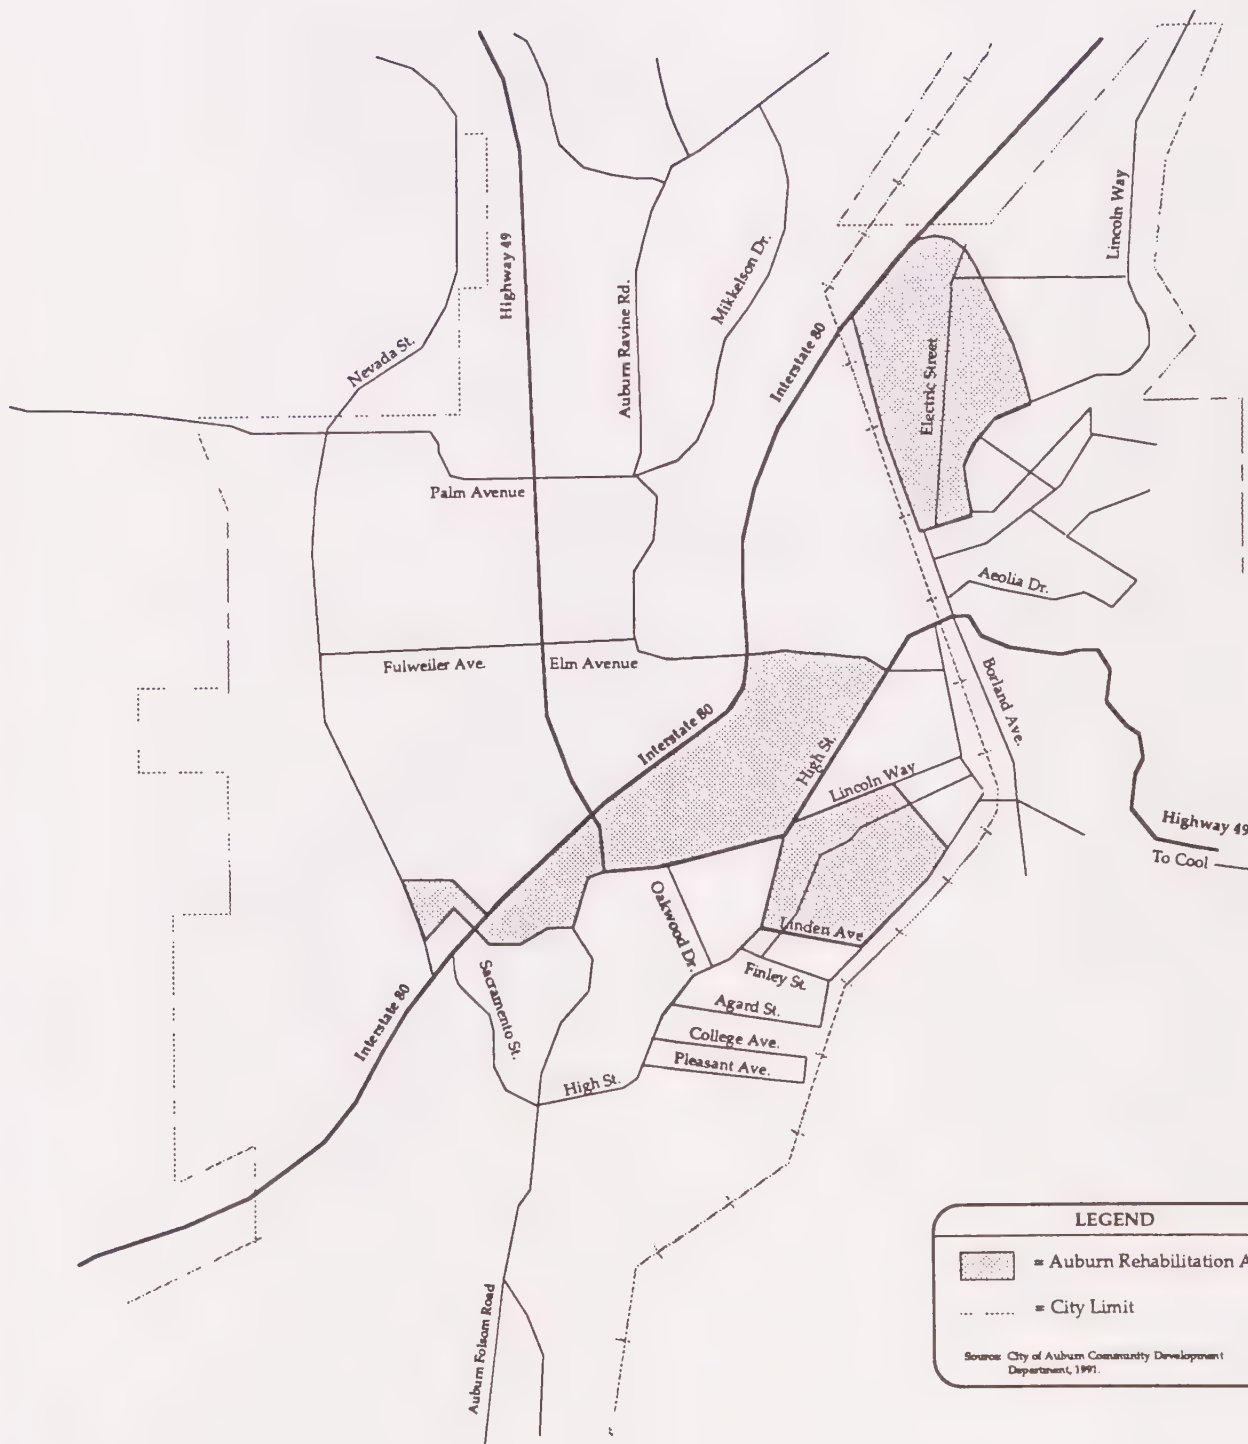 Lincoln Way
Highway 49
Mikkelson Dr.
Auburn Ravine Rd.
Interstate 80
Nevada St.
Electric Street
Palm Avenue
Aeolia Dr.
Fulweiler Ave.
Elm Avenue
Borland Ave.
Interstate 80
High St.
Lincoln Way
Highway 49
To Cool
Oakwood Dr.
Linden Ave
Finley St.
Sacramento St.
Agard St.
Interstate 80
College Ave.
Pleasant Ave.
High St.
Auburn Folsom Road
LEGEND
= Auburn Rehabilitation A
= City Limit
Source: City of Auburn Community Development
Department, 1991.